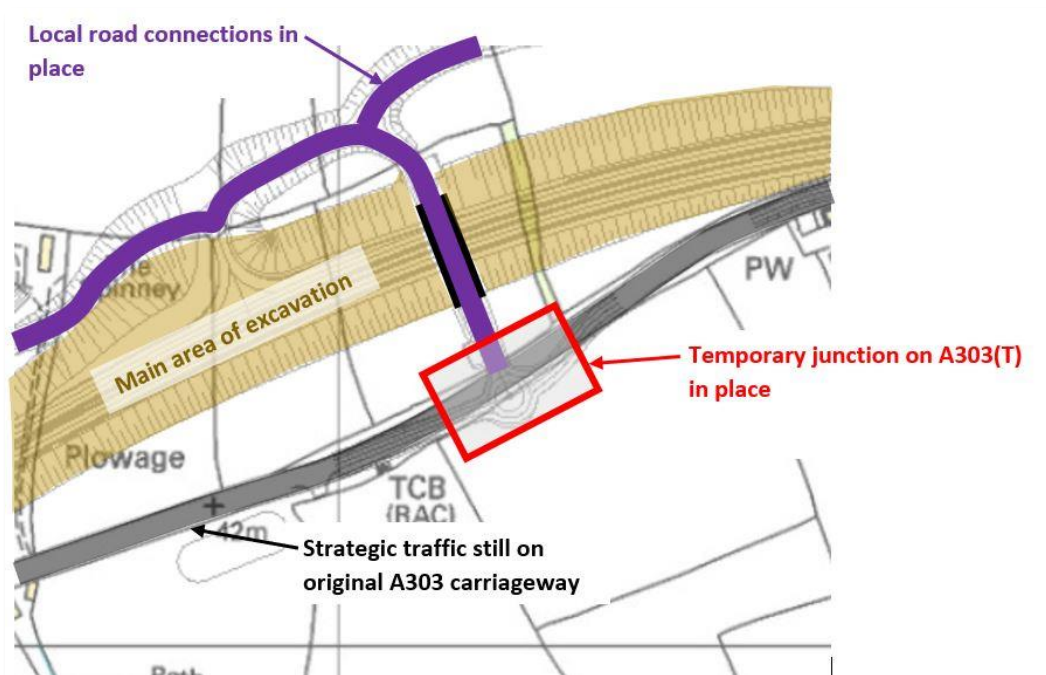 Local road connections in
place
Main area of excavation
PW
Temporary junction on A303(T)
in place
Plowage
TCB
(RAC)
42m
Strategic traffic still on
original A303 carriageway